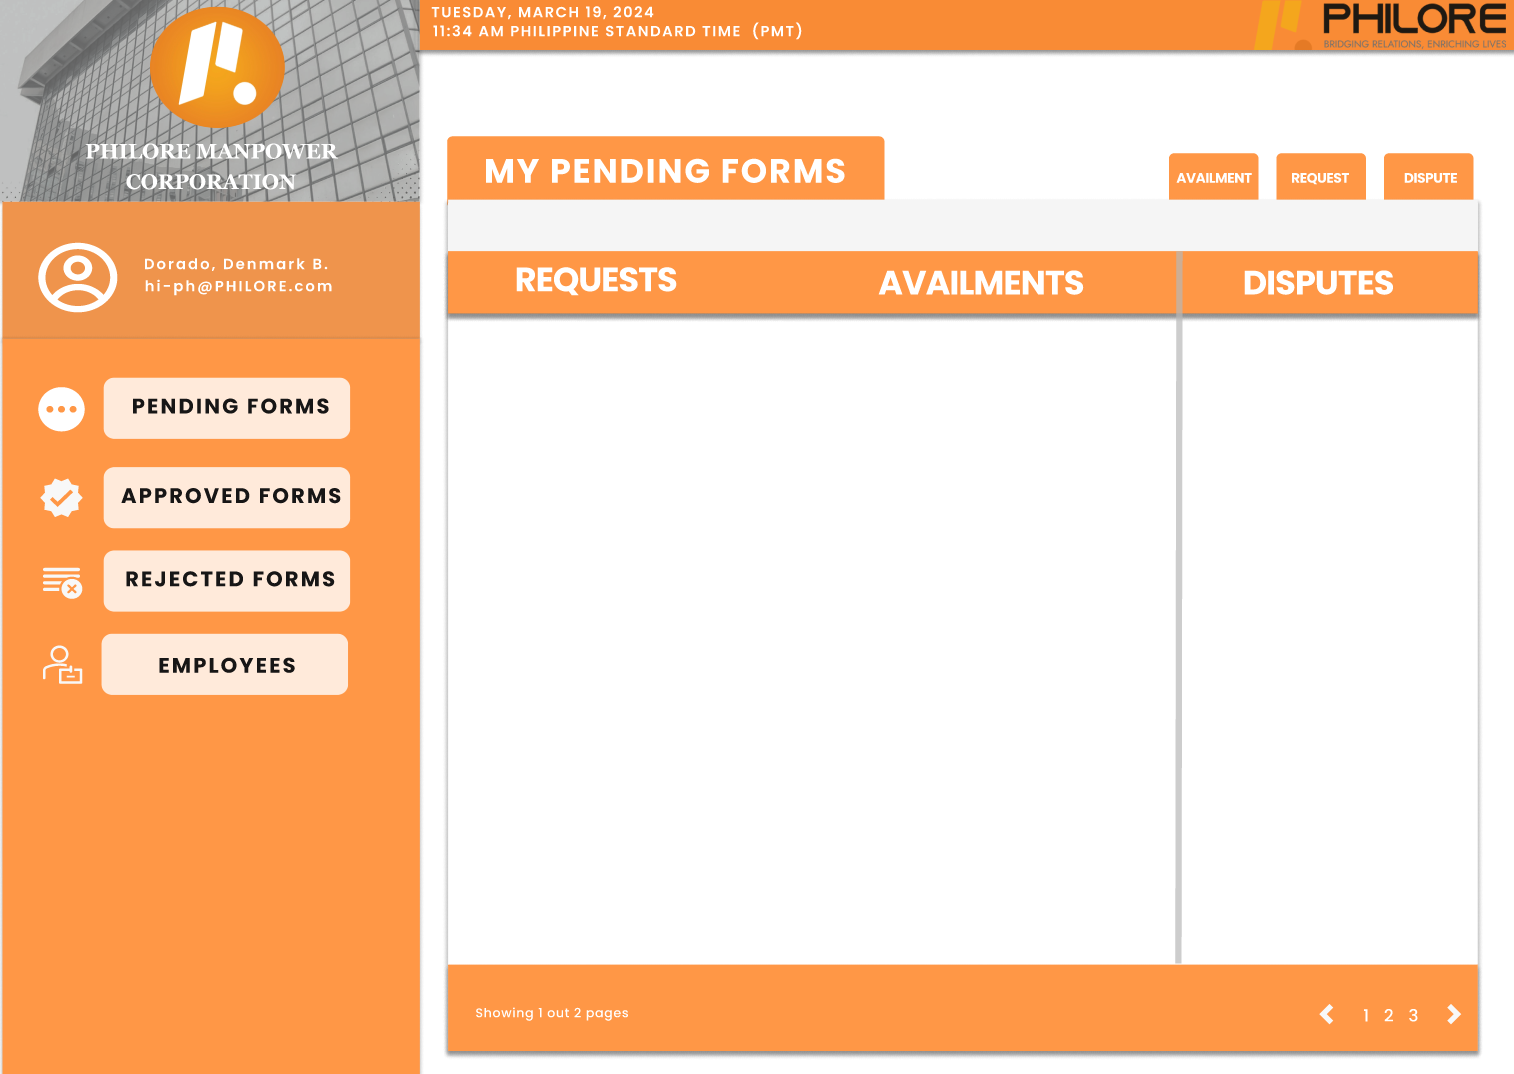 TUESDAY, MARCH 19, 2024
11:34 AM PHILIPPINE STANDARD TIME (PMT)
PHILORE
BRIDGING RELATIONS, ENRICHING LIVES
PHILORE MANPOWER
CORPORATION
Dorado, Denmark B.
hi-ph@PHILORE.com
PENDING FORMS
APPROVED FORMS
REJECTED FORMS
EMPLOYEES
MY PENDING FORMS
AVAILMENT
REQUEST
DISPUTE
REQUESTS
AVAILMENTS
DISPUTES
Showing 1 out 2 pages
1 2 3